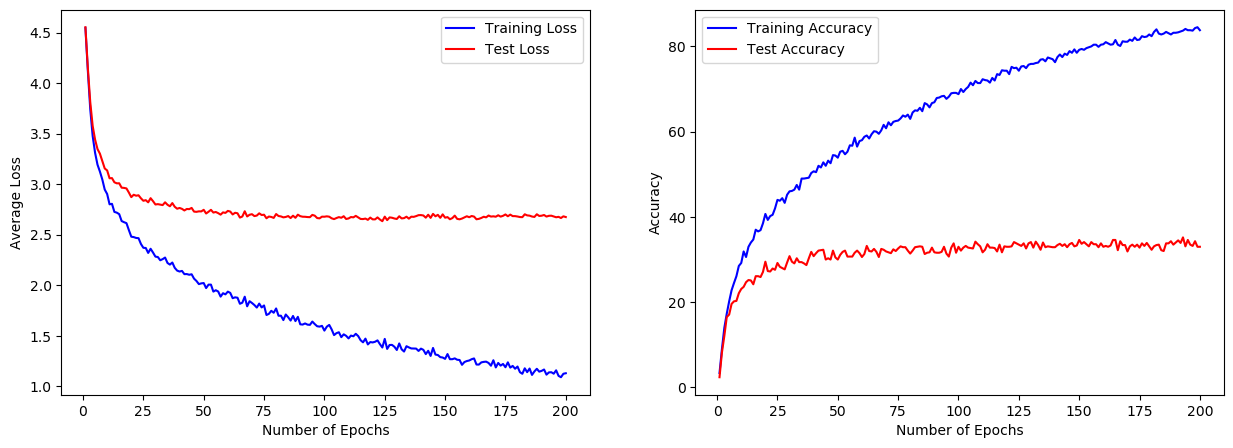 Training Loss
Test Loss
4.5
4.0
3.5
3.0
2.5
2.0
1.5
1.0
Average Loss
0 25 50 75 100 125 150 175 200
Number of Epochs
Training Accuracy
Test Accuracy
80
60
40
20
0
Accuracy
0 25 50 75 100 125 150 175 200
Number of Epochs